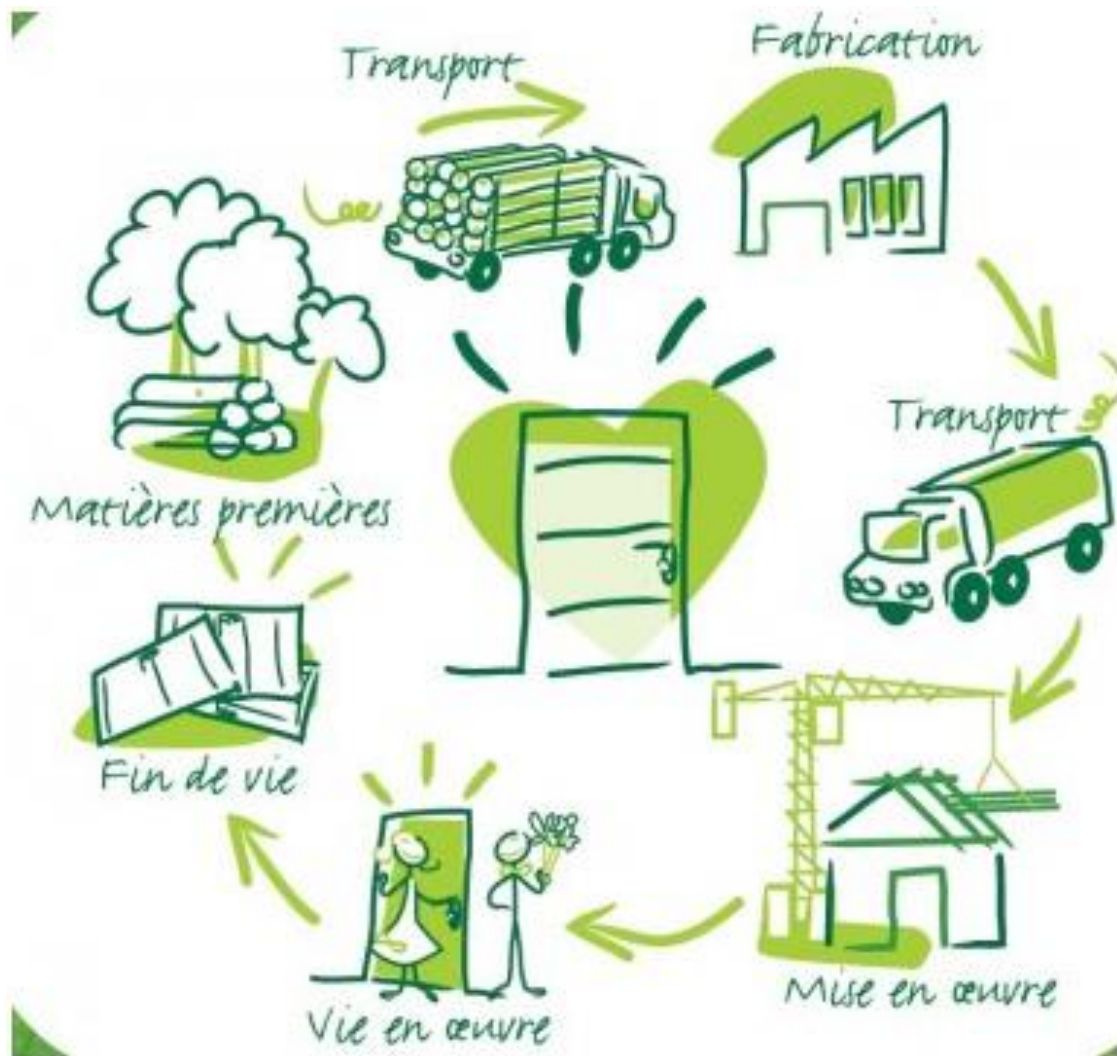 Transport
Fabrication
Transport
Matières premières
Fin de vie
Vie en œuvre
Mise en œuvre